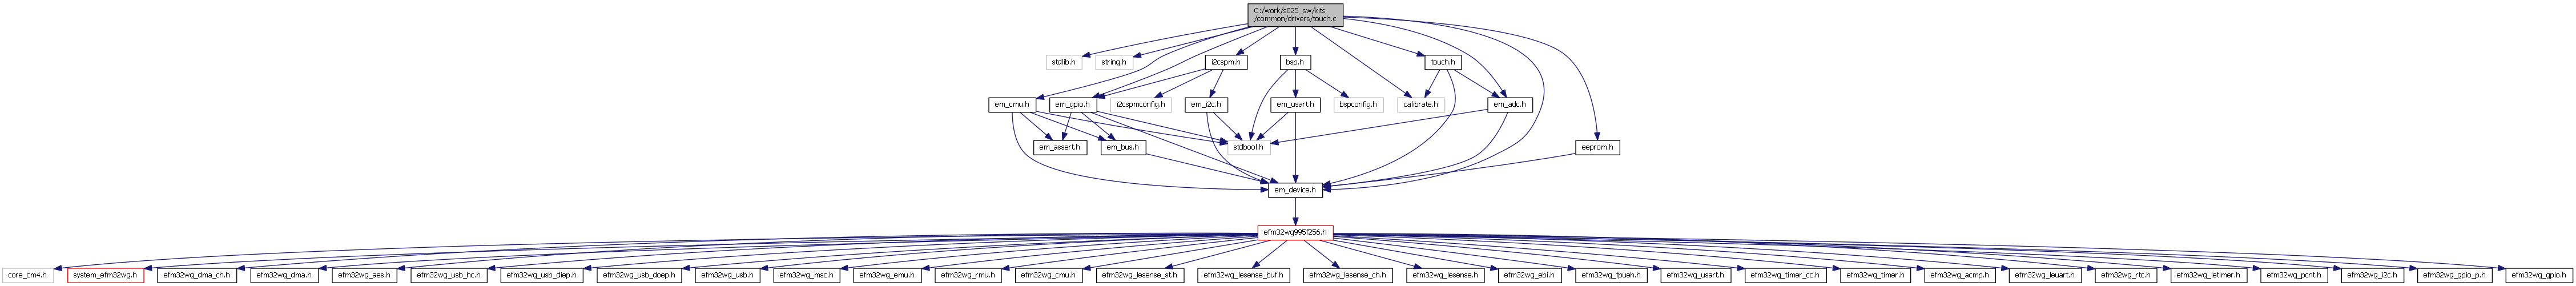 C:/work/s025_sw/kits
/common/drivers/touch.c
stdlib.h
string.h
i2cspm.h
bsp.h
touch.h
em_cmu.h
em_gpio.h
i2cspmconfig.h
em_i2c.h
em_usart.h
bspconfig.h
calibrate.h
em_adc.h
em_assert.h
em_bus.h
stdbool.h
eeprom.h
em_device.h
efm32wg995f256.h
core_cm4.h
system_efm32wg.h
efm32wg_dma_ch.h
efm32wg_dma.h
efm32wg_aes.h
efm32wg_usb_hc.h
efm32wg_usb_diep.h
efm32wg_usb_doep.h
efm32wg_usb.h
efm32wg_msc.h
efm32wg_emu.h
efm32wg_rmu.h
efm32wg_cmu.h
efm32wg_lesense_st.h
efm32wg_lesense_buf.h
efm32wg_lesense_ch.h
efm32wg_lesense.h
efm32wg_ebi.h
efm32wg_fpueh.h
efm32wg_usart.h
efm32wg_timer_cc.h
efm32wg_timer.h
efm32wg_acmp.h
efm32wg_leuart.h
efm32wg_rtc.h
efm32wg_letimer.h
efm32wg_pcnt.h
efm32wg_i2c.h
efm32wg_gpio_p.h
efm32wg_gpio.h